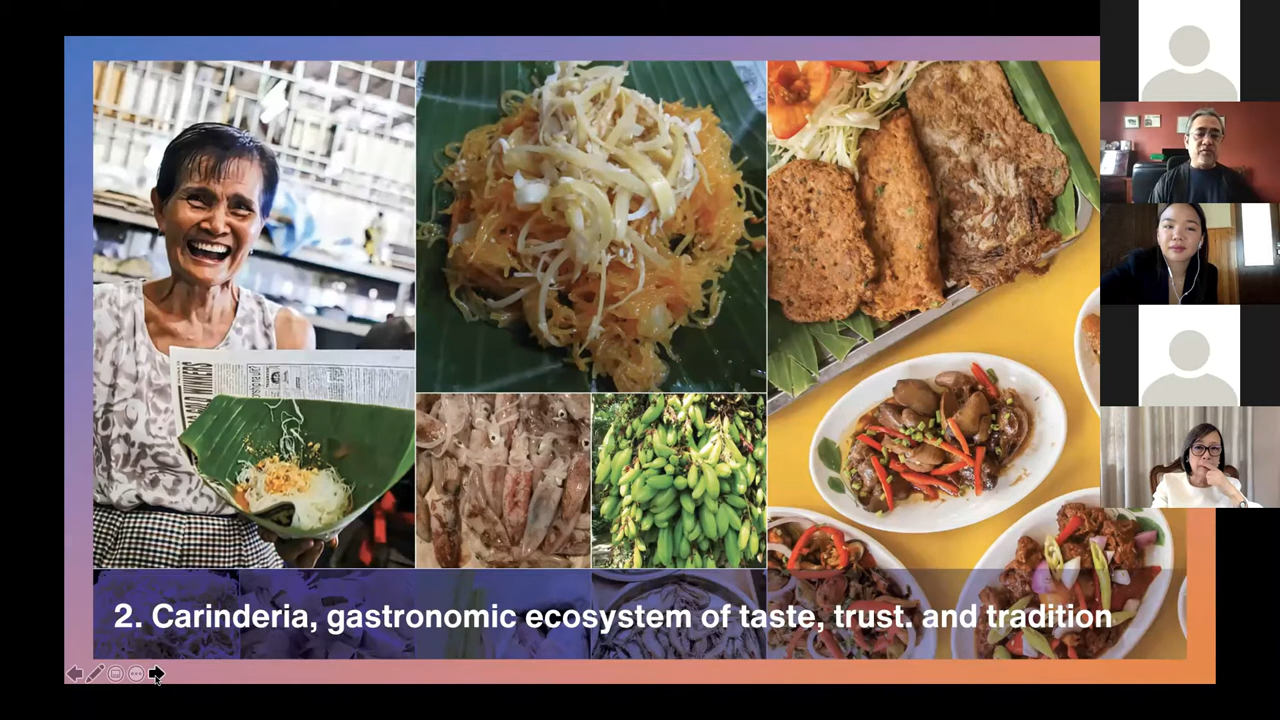 2. Carinderia, gastronomic ecosystem of taste, trust. and tradition